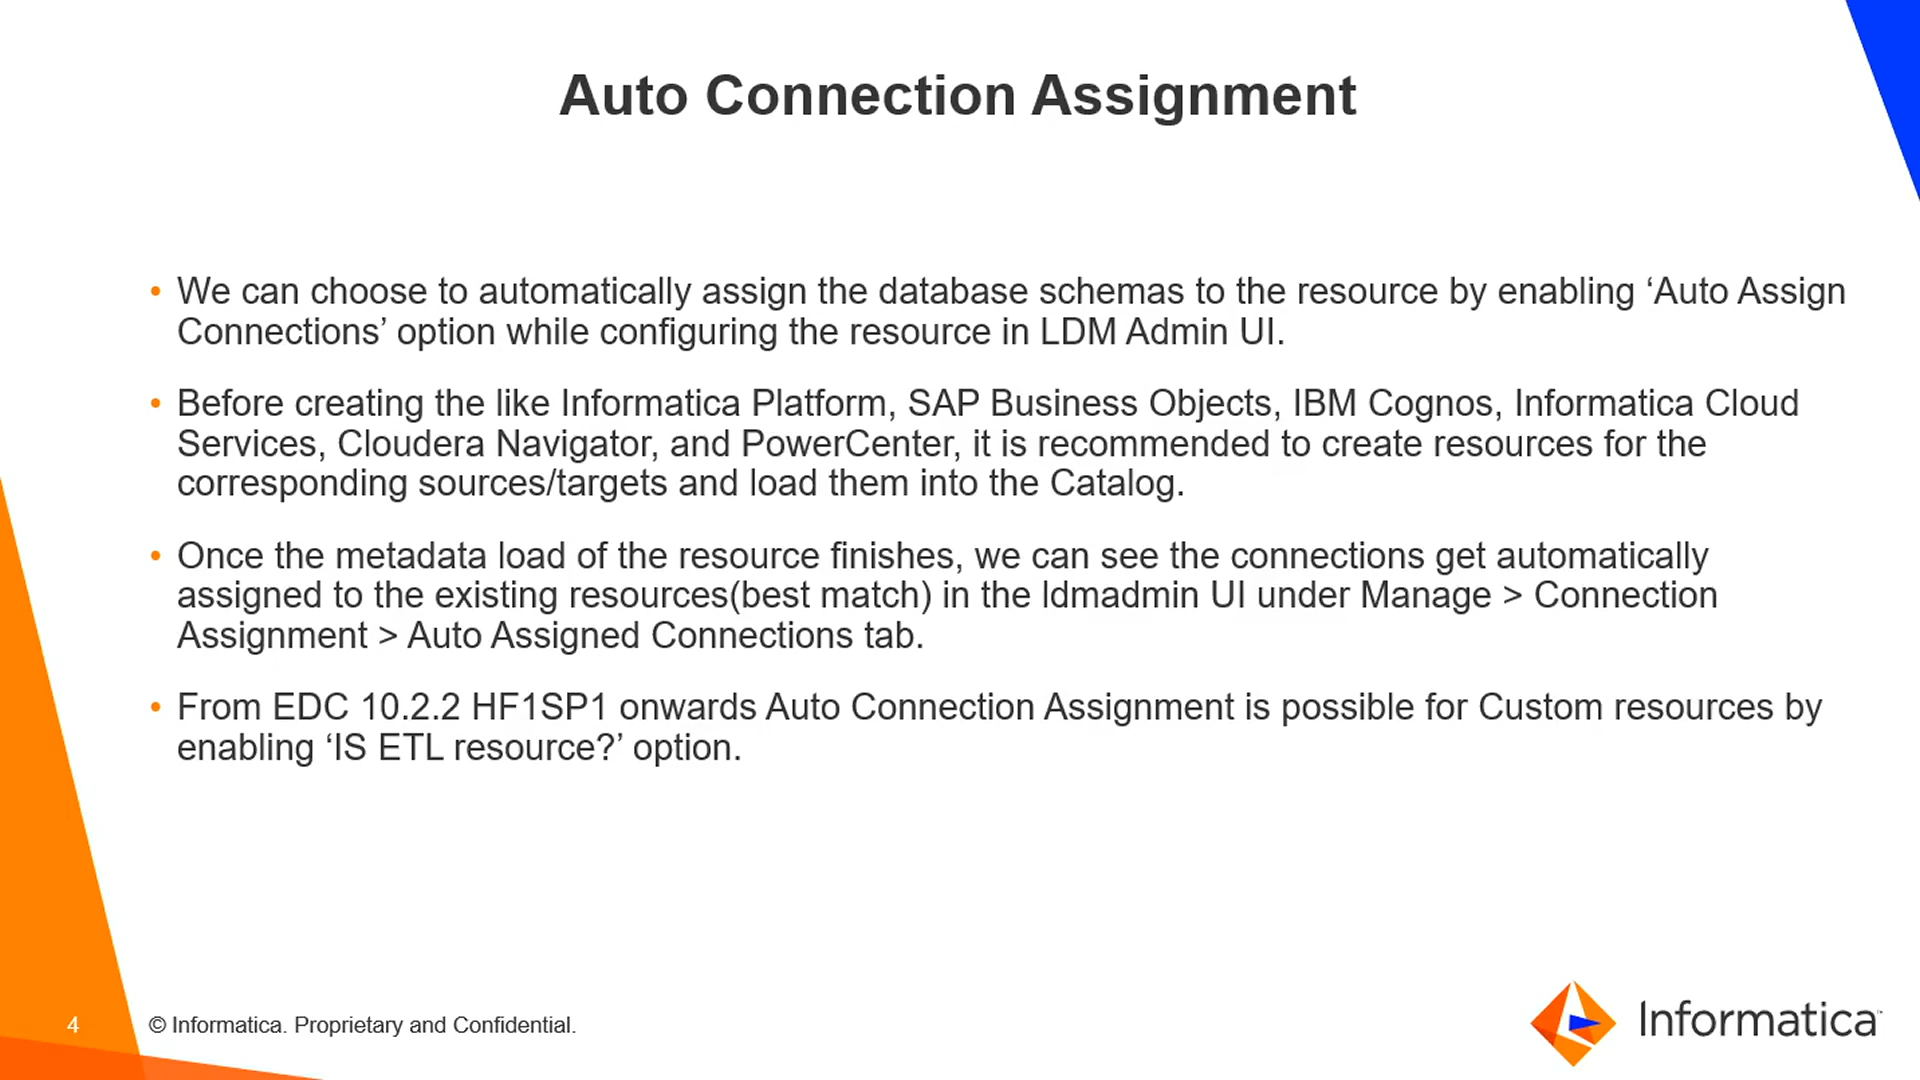 Auto Connection Assignment
• We can choose to automatically assign the database schemas to the resource by enabling ‘Auto Assign
Connections’ option while configuring the resource in LDM Admin UI.
• Before creating the like Informatica Platform, SAP Business Objects, IBM Cognos, Informatica Cloud
Services, Cloudera Navigator, and PowerCenter, it is recommended to create resources for the
corresponding sources/targets and load them into the Catalog.
• Once the metadata load of the resource finishes, we can see the connections get automatically
assigned to the existing resources(best match) in the ldmadmin UI under Manage > Connection
Assignment > Auto Assigned Connections tab.
• From EDC 10.2.2 HF1SP1 onwards Auto Connection Assignment is possible for Custom resources by
enabling ‘IS ETL resource?’ option.
4
© Informatica. Proprietary and Confidential.
Informatica™